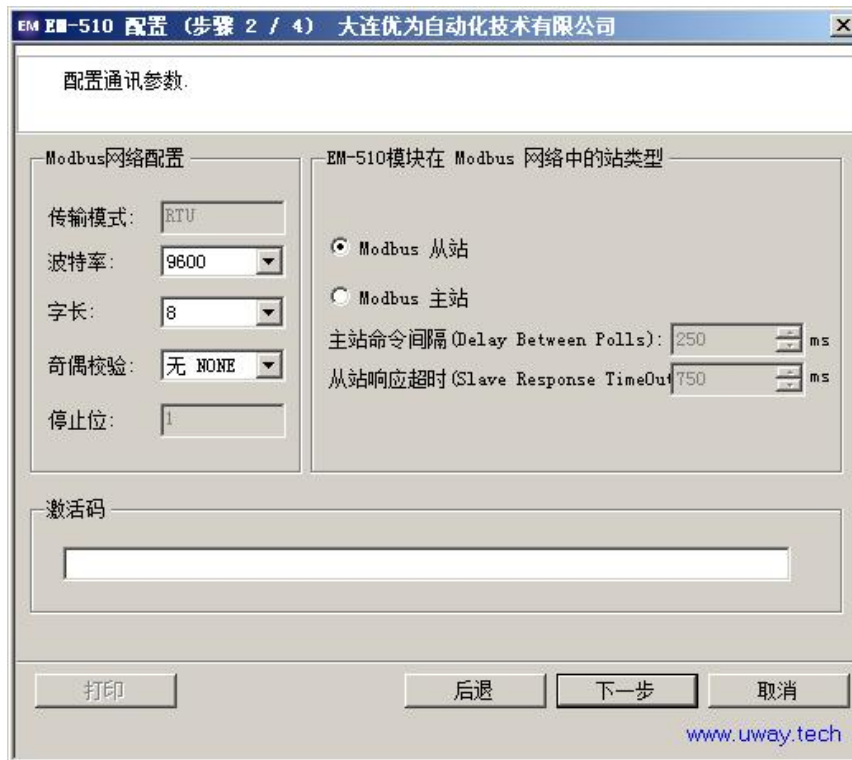 EM EM-510 配置 (步骤 2 / 4) 大连优为自动化技术有限公司
配置通讯参数.
Modbus网络配置
传输模式: RTU
波特率: 9600
字长: 8
奇偶校验: 无 NONE
停止位: 1
EM-510模块在 Modbus 网络中的站类型
Modbus 从站
Modbus 主站
主站命令间隔(Delay Between Polls): 250 ms
从站响应超时(Slave Response TimeOut 750 ms
激活码
打印 后退 下一步 取消
www.uway.tech